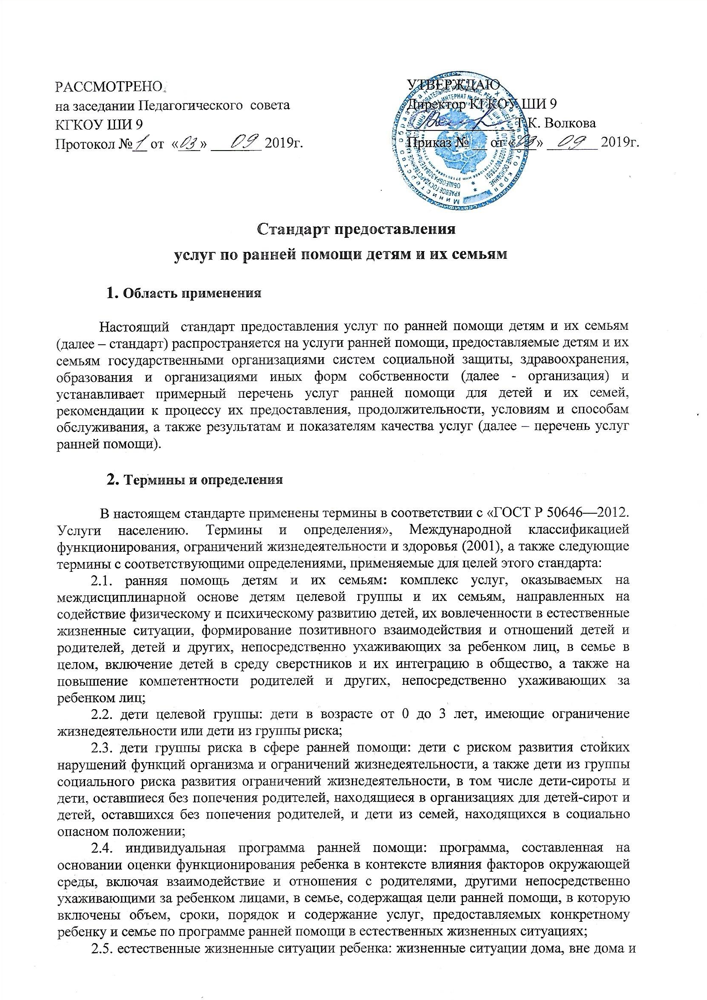 РАССМОТРЕНО
на заседании Педагогического совета
КГКОУ ШИ 9
Протокол № 1 от «03» 09 2019г.
УТВЕРЖДАЮ
Директор КГКОУ ШИ 9
Т.К. Волкова
Приказ № __ от «03» 09 2019г.
Стандарт предоставления
услуг по ранней помощи детям и их семьям
1. Область применения
Настоящий стандарт предоставления услуг по ранней помощи детям и их семьям
(далее – стандарт) распространяется на услуги ранней помощи, предоставляемые детям и их
семьям государственными организациями систем социальной защиты, здравоохранения,
образования и организациями иных форм собственности (далее - организация) и
устанавливает примерный перечень услуг ранней помощи для детей и их семей,
рекомендации к процессу их предоставления, продолжительности, условиям и способам
обслуживания, а также результатам и показателям качества услуг (далее – перечень услуг
ранней помощи).
2. Термины и определения
В настоящем стандарте применены термины в соответствии с «ГОСТ Р 50646—2012.
Услуги населению. Термины и определения», Международной классификацией
функционирования, ограничений жизнедеятельности и здоровья (2001), а также следующие
термины с соответствующими определениями, применяемые для целей этого стандарта:
2.1. ранняя помощь детям и их семьям: комплекс услуг, оказываемых на
междисциплинарной основе детям целевой группы и их семьям, направленных на
содействие физическому и психическому развитию детей, их вовлеченности в естественные
жизненные ситуации, формирование позитивного взаимодействия и отношений детей и
родителей, детей и других, непосредственно ухаживающих за ребенком лиц, в семье в
целом, включение детей в среду сверстников и их интеграцию в общество, а также на
повышение компетентности родителей и других, непосредственно ухаживающих за
ребенком лиц;
2.2. дети целевой группы: дети в возрасте от 0 до 3 лет, имеющие ограничение
жизнедеятельности или дети из группы риска;
2.3. дети группы риска в сфере ранней помощи: дети с риском развития стойких
нарушений функций организма и ограничений жизнедеятельности, а также дети из группы
социального риска развития ограничений жизнедеятельности, в том числе дети-сироты и
дети, оставшиеся без попечения родителей, находящиеся в организациях для детей-сирот и
детей, оставшихся без попечения родителей, и дети из семей, находящихся в социально
опасном положении;
2.4. индивидуальная программа ранней помощи: программа, составленная на
основании оценки функционирования ребенка в контексте влияния факторов окружающей
среды, включая взаимодействие и отношения с родителями, другими непосредственно
ухаживающими за ребенком лицами, в семье, содержащая цели ранней помощи, в которую
включены объем, сроки, порядок и содержание услуг, предоставляемых конкретному
ребенку и семье по программе ранней помощи в естественных жизненных ситуациях;
2.5. естественные жизненные ситуации ребенка: жизненные ситуации дома, вне дома и